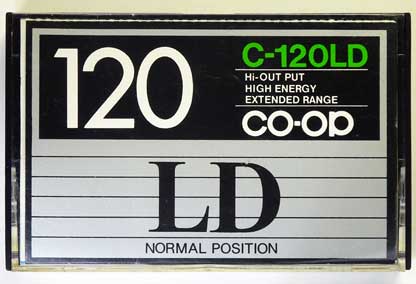 120
C-120LD
Hi-OUT PUT
HIGH ENERGY
EXTENDED RANGE
CO-OP
LD
NORMAL POSITION